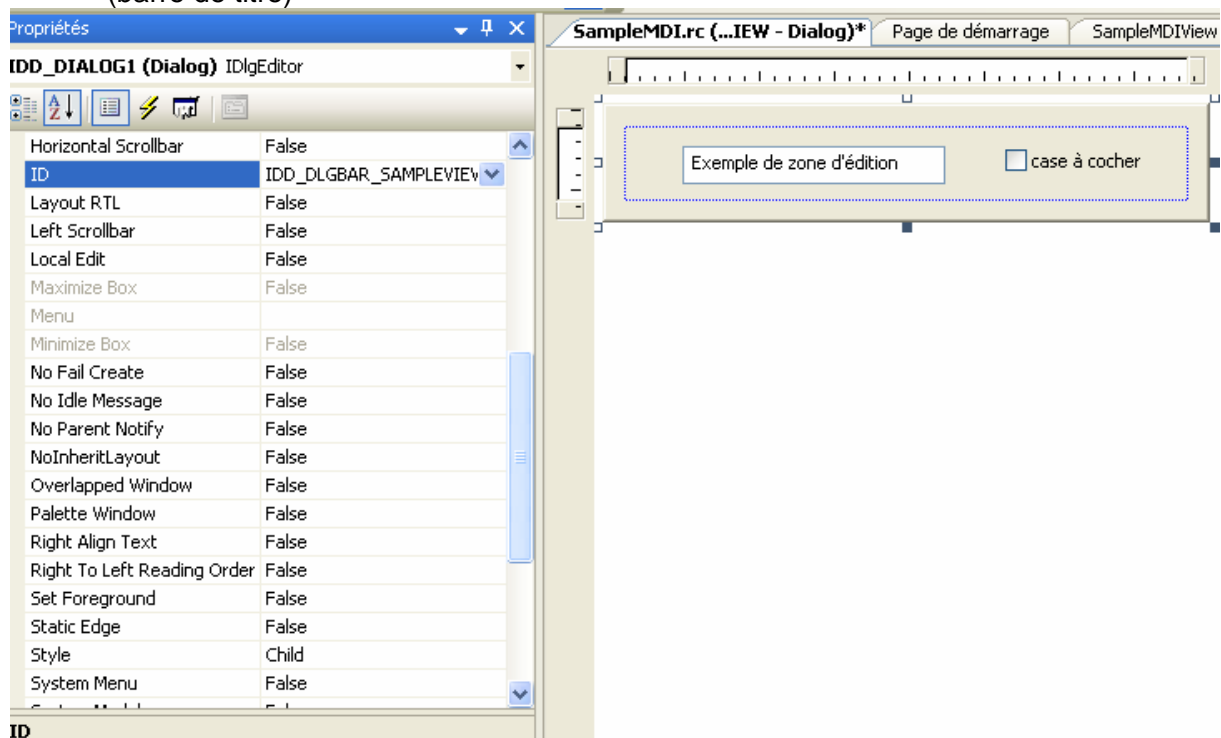 (barre de titre)
Propriétés
IDD_DIALOG1 (Dialog) IDlgEditor
Horizontal Scrollbar False
ID IDD_DLGBAR_SAMPLEVIEW
Layout RTL False
Left Scrollbar False
Local Edit False
Maximize Box False
Menu
Minimize Box False
No Fail Create False
No Idle Message False
No Parent Notify False
NoInheritLayout False
Overlapped Window False
Palette Window False
Right Align Text False
Right To Left Reading Order False
Set Foreground False
Static Edge False
Style Child
System Menu False
ID
SampleMDI.rc (...IEW - Dialog)* Page de démarrage SampleMDIView
Exemple de zone d'édition case à cocher